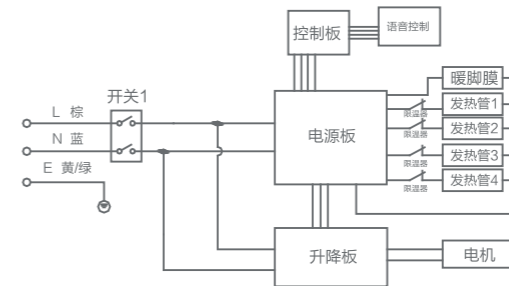 控制板
语音控制
暖脚膜
开关1
L 棕
发热管1
限温器
N 蓝
电源板
发热管2
限温器
E 黄/绿
发热管3
限温器
发热管4
限温器
升降板
电机